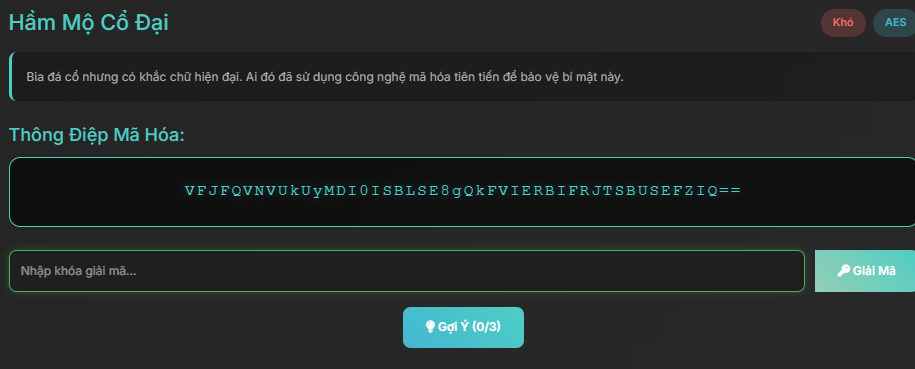 Hầm Mộ Cổ Đại
Khó
AES
Bia đá cổ nhưng có khắc chữ hiện đại. Ai đó đã sử dụng công nghệ mã hóa tiên tiến để bảo vệ bí mật này.
Thông Điệp Mã Hóa:
VFJFQVNVUkUyMDI0ISBLSE8gQkFVIERBIFRJTSBUSEFZIQ==
Nhập khóa giải mã...
Giải Mã
Gợi Ý (0/3)